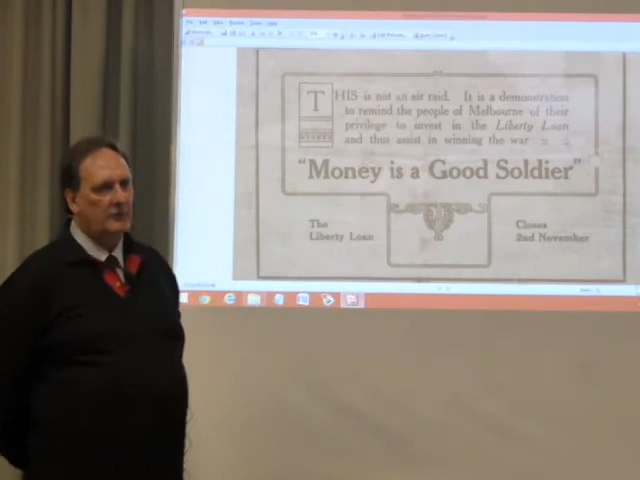 THIS is not an air raid. It is a demonstration
to remind the people of Melbourne of their
privilege to invest in the Liberty Loan
and thus assist in winning the war
"Money is a Good Soldier"
The
Liberty Loan
Closes
2nd November